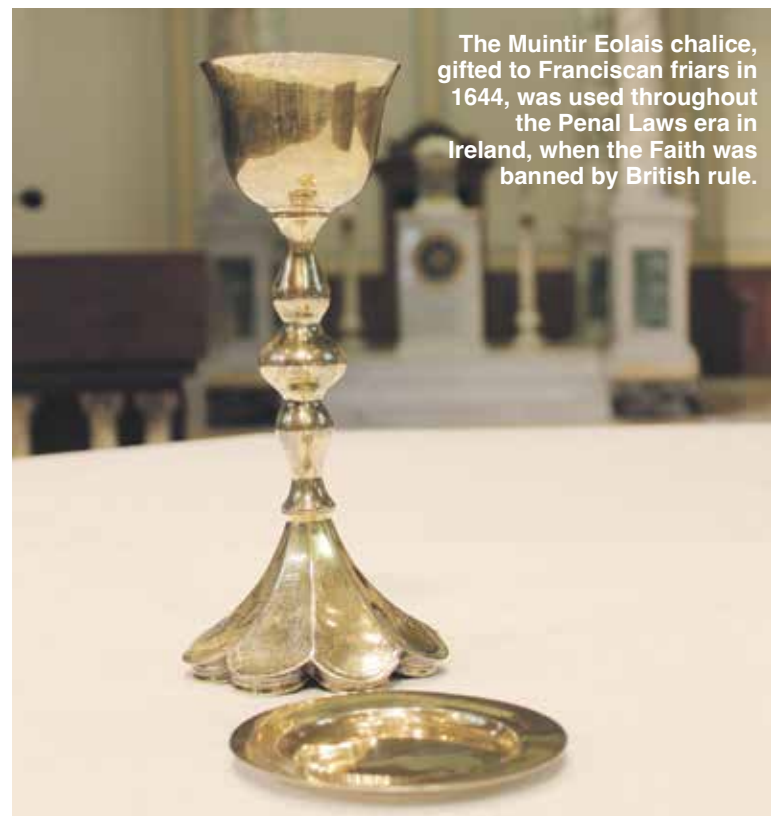 The Muintir Eolais chalice,
gifted to Franciscan friars in
1644, was used throughout
the Penal Laws era in
Ireland, when the Faith was
banned by British rule.